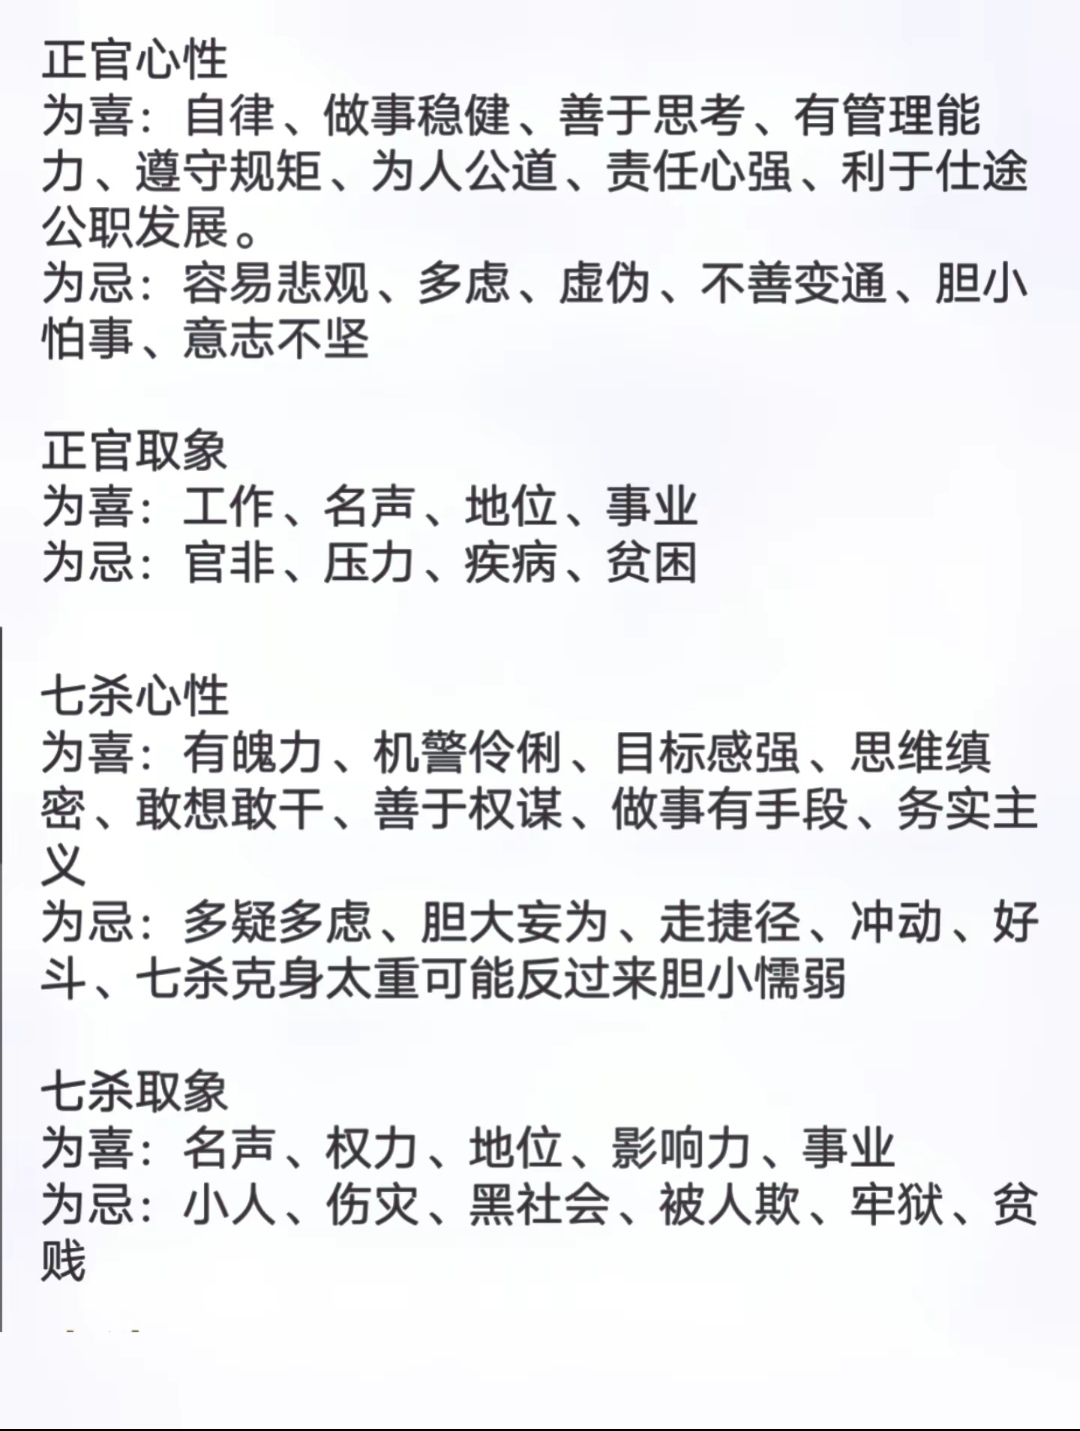 正官心性
为喜：自律、做事稳健、善于思考、有管理能
力、遵守规矩、为人公道、责任心强、利于仕途
公职发展。
为忌：容易悲观、多虑、虚伪、不善变通、胆小
怕事、意志不坚
正官取象
为喜：工作、名声、地位、事业
为忌：官非、压力、疾病、贫困
七杀心性
为喜：有魄力、机警伶俐、目标感强、思维缜
密、敢想敢干、善于权谋、做事有手段、务实主
义
为忌：多疑多虑、胆大妄为、走捷径、冲动、好
斗、七杀克身太重可能反过来胆小懦弱
七杀取象
为喜：名声、权力、地位、影响力、事业
为忌：小人、伤灾、黑社会、被人欺、牢狱、贫
贱